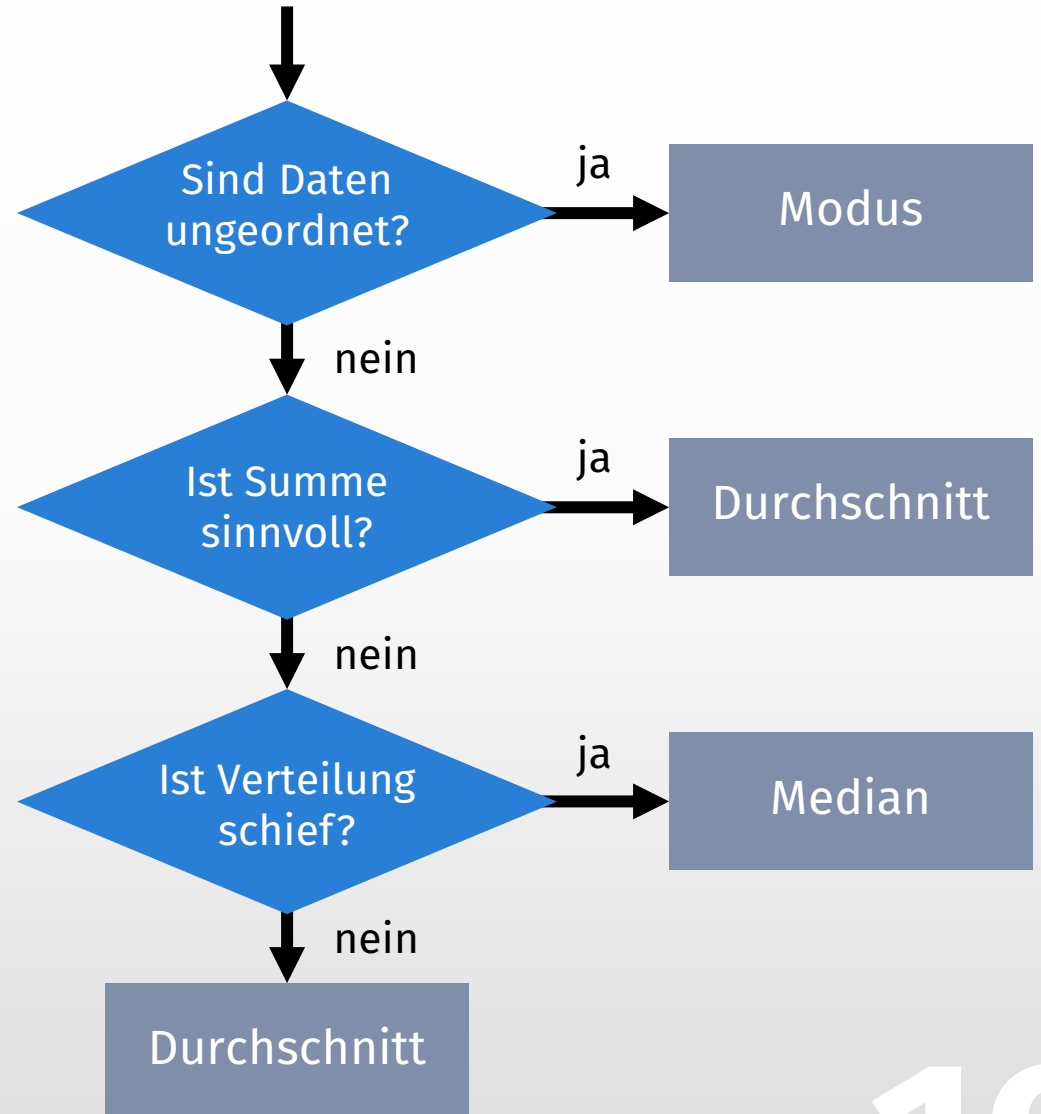 Sind Daten
ungeordnet?
ja
Modus
nein
Ist Summe
sinnvoll?
ja
Durchschnitt
nein
Ist Verteilung
schief?
ja
Median
nein
Durchschnitt